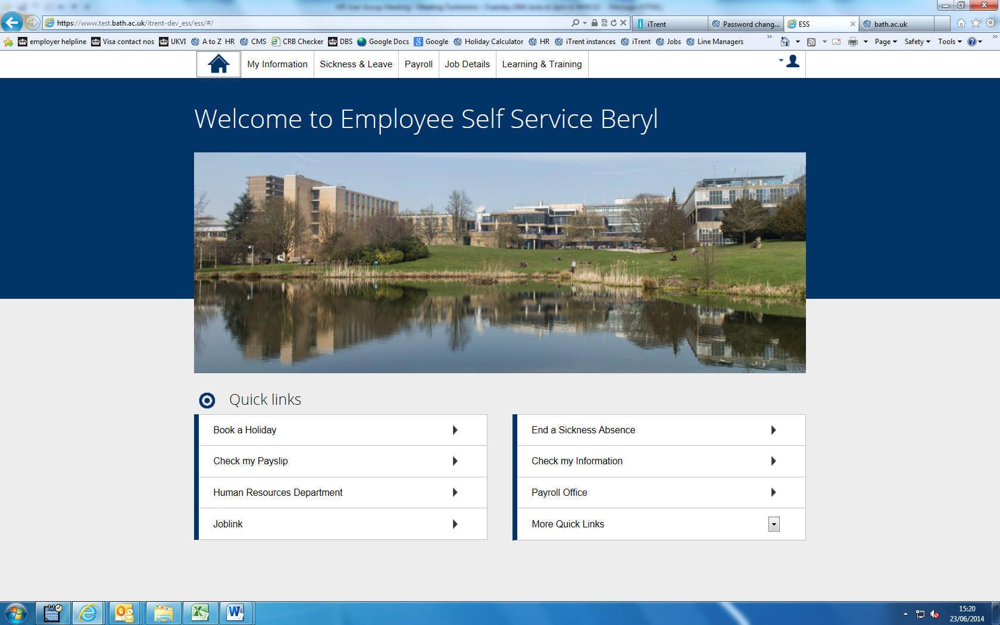 https://www.test.bath.ac.uk/itrent-dev_ess/ess/#/
iTrent
Password chang...
ESS
bath.ac.uk
employer helpline
Visa contact nos
UKVI
A to Z HR
CMS
CRB Checker
DBS
Google Docs
Google
Holiday Calculator
HR
iTrent instances
iTrent
Jobs
Line Managers
Page
Safety
Tools
My Information
Sickness & Leave
Payroll
Job Details
Learning & Training
Welcome to Employee Self Service Beryl
Quick links
Book a Holiday
End a Sickness Absence
Check my Payslip
Check my Information
Human Resources Department
Payroll Office
Joblink
More Quick Links
15:20
23/06/2014